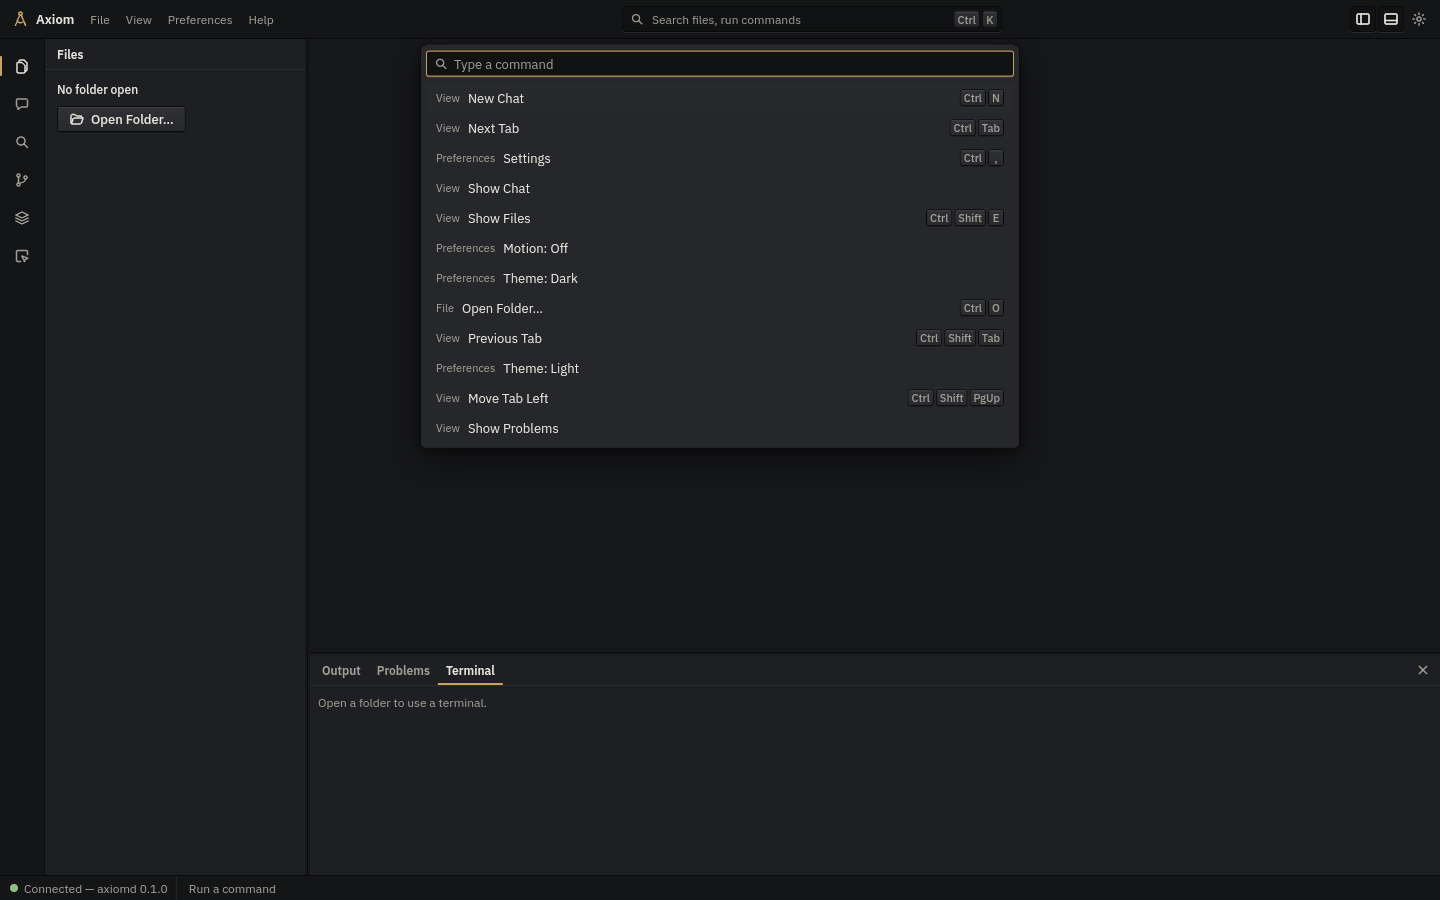 Axiom File View Preferences Help Search files, run commands Ctrl K
Files
No folder open
Open Folder...
Type a command
View New Chat Ctrl N
View Next Tab Ctrl Tab
Preferences Settings Ctrl ,
View Show Chat
View Show Files Ctrl Shift E
Preferences Motion: Off
Preferences Theme: Dark
File Open Folder... Ctrl O
View Previous Tab Ctrl Shift Tab
Preferences Theme: Light
View Move Tab Left Ctrl Shift PgUp
View Show Problems
Output Problems Terminal
Open a folder to use a terminal.
Connected — axiomd 0.1.0 Run a command